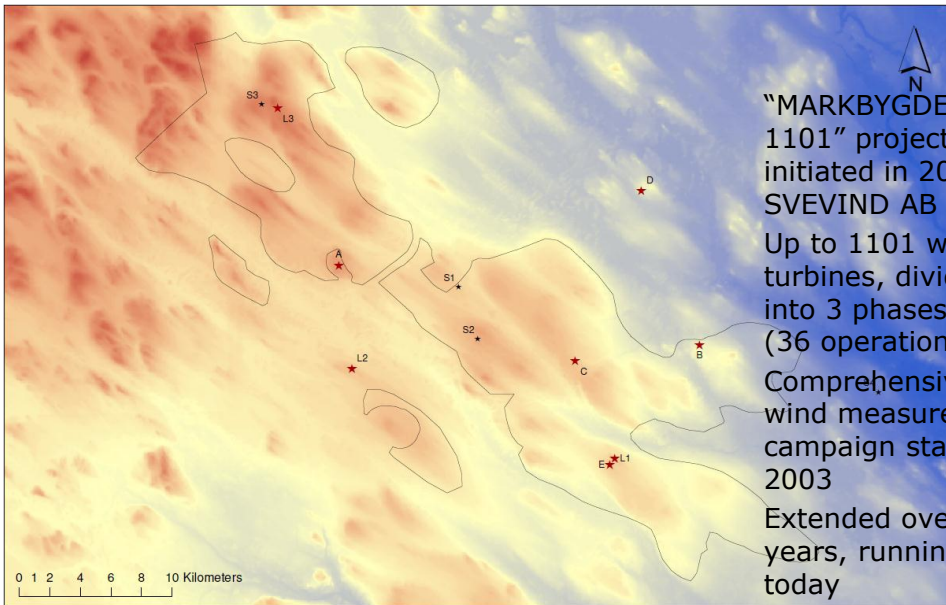 N
"MARKBYGDE
1101" project
initiated in 20
SVEVIND AB
Up to 1101 w
turbines, divid
into 3 phases
(36 operation
Comprehensiv
wind measure
campaign sta
2003
Extended ove
years, runnin
today
S3
L3
D
A
S1
S2
L2
C
B
E
L1
0 1 2 4 6 8 10 Kilometers